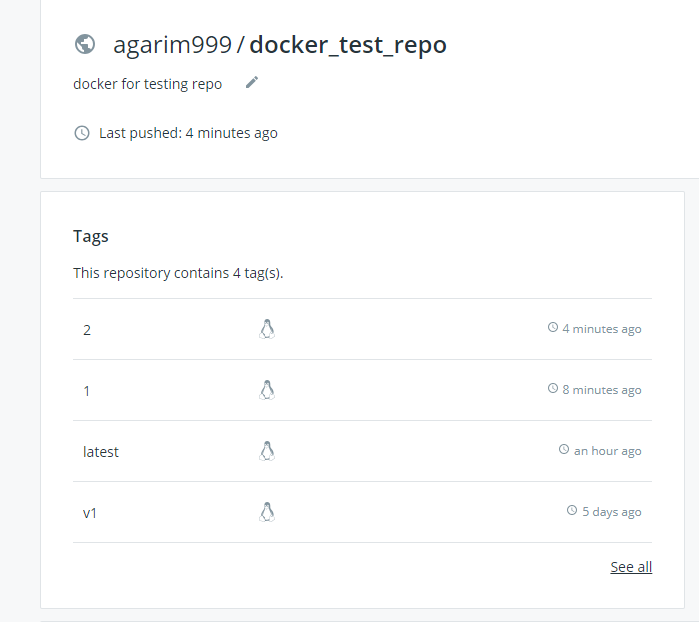 agarim999 / docker_test_repo
docker for testing repo
Last pushed: 4 minutes ago
Tags
This repository contains 4 tag(s).
2 4 minutes ago
1 8 minutes ago
latest an hour ago
v1 5 days ago
See all